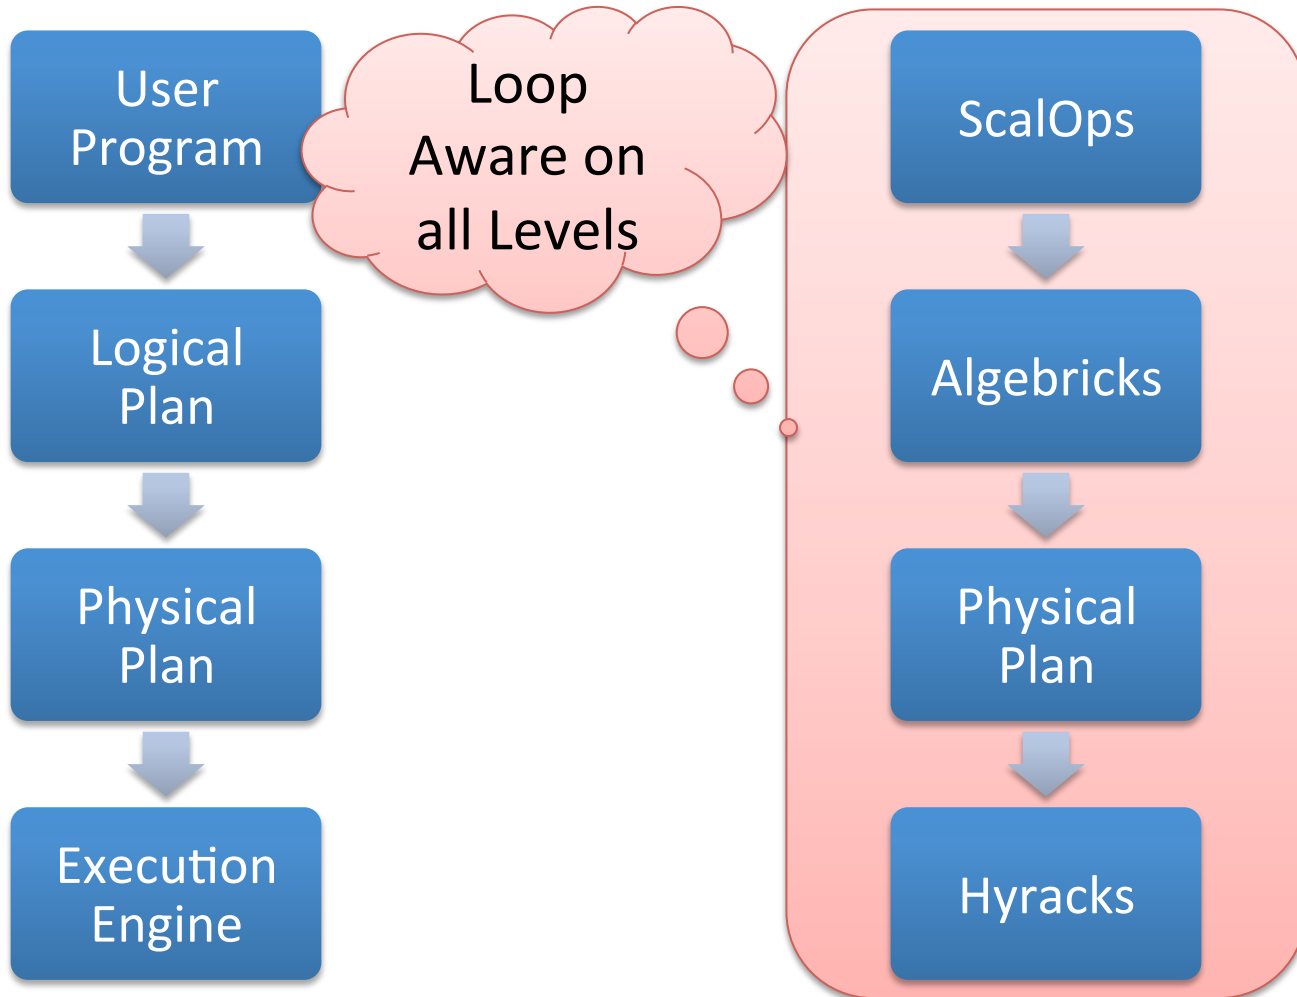 User
Program
Logical
Plan
Physical
Plan
Execution
Engine
Loop
Aware on
all Levels
ScalOps
Algebricks
Physical
Plan
Hyracks